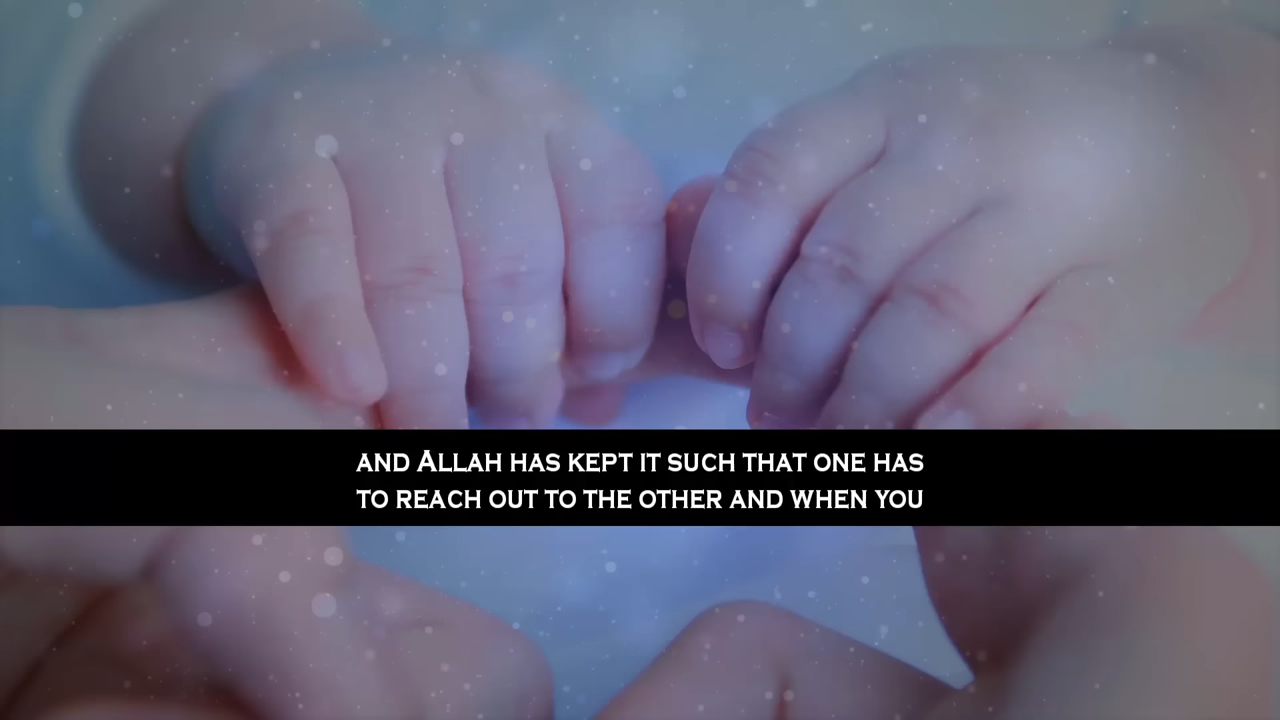 AND ALLAH HAS KEPT IT SUCH THAT ONE HAS
TO REACH OUT TO THE OTHER AND WHEN YOU